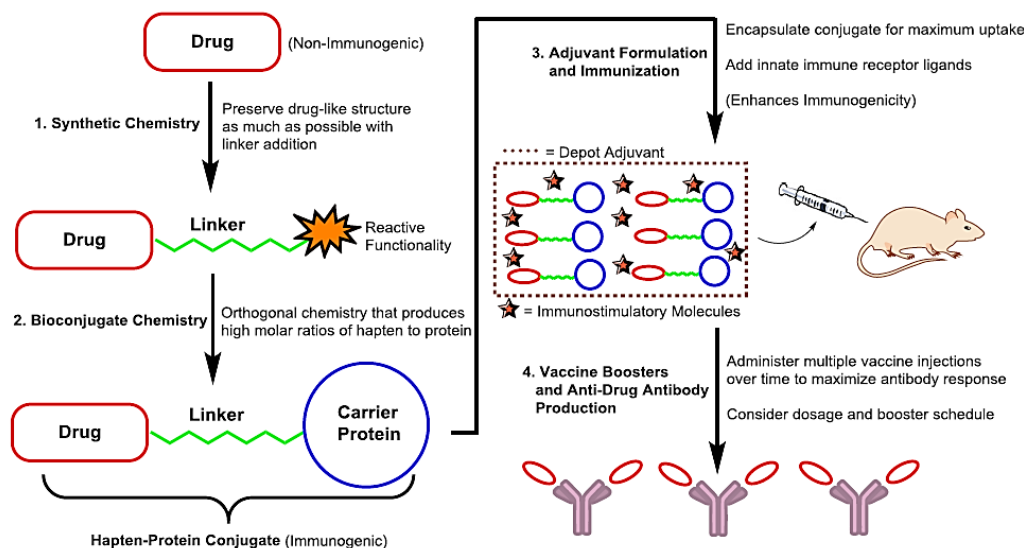 Drug
(Non-Immunogenic)
1. Synthetic Chemistry
Preserve drug-like structure
as much as possible with
linker addition
Drug
Linker
Reactive
Functionality
2. Bioconjugate Chemistry
Orthogonal chemistry that produces
high molar ratios of hapten to protein
Drug
Linker
Carrier
Protein
Hapten-Protein Conjugate (Immunogenic)
3. Adjuvant Formulation
and Immunization
Encapsulate conjugate for maximum uptake
Add innate immune receptor ligands
(Enhances Immunogenicity)
= Depot Adjuvant
= Immunostimulatory Molecules
4. Vaccine Boosters
and Anti-Drug Antibody
Production
Administer multiple vaccine injections
over time to maximize antibody response
Consider dosage and booster schedule